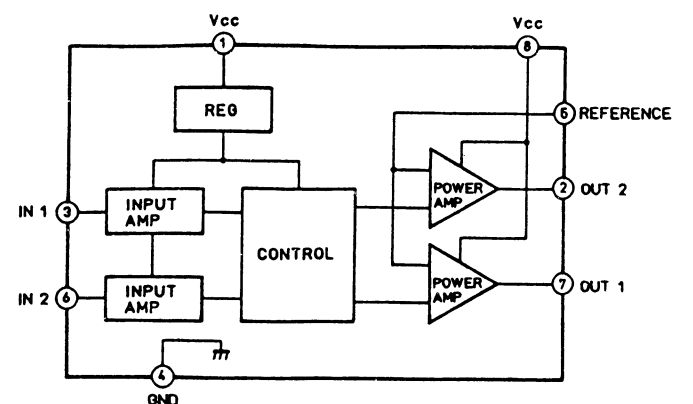 Vcc
Vcc
1
8
REG
5
REFERENCE
IN 1
3
INPUT
AMP
POWER
AMP
2
OUT 2
CONTROL
IN 2
6
INPUT
AMP
POWER
AMP
7
OUT 1
4
GND